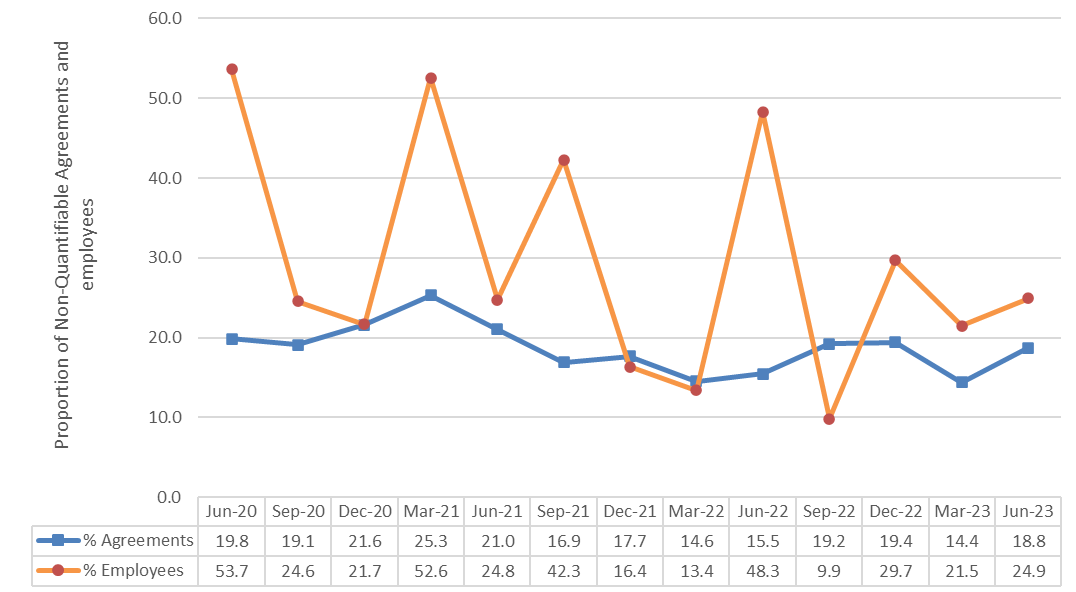 60.0
50.0
40.0
30.0
20.0
10.0
0.0
Proportion of Non-Quantifiable Agreements and
employees
Jun-20 Sep-20 Dec-20 Mar-21 Jun-21 Sep-21 Dec-21 Mar-22 Jun-22 Sep-22 Dec-22 Mar-23 Jun-23
% Agreements 19.8 19.1 21.6 25.3 21.0 16.9 17.7 14.6 15.5 19.2 19.4 14.4 18.8
% Employees 53.7 24.6 21.7 52.6 24.8 42.3 16.4 13.4 48.3 9.9 29.7 21.5 24.9